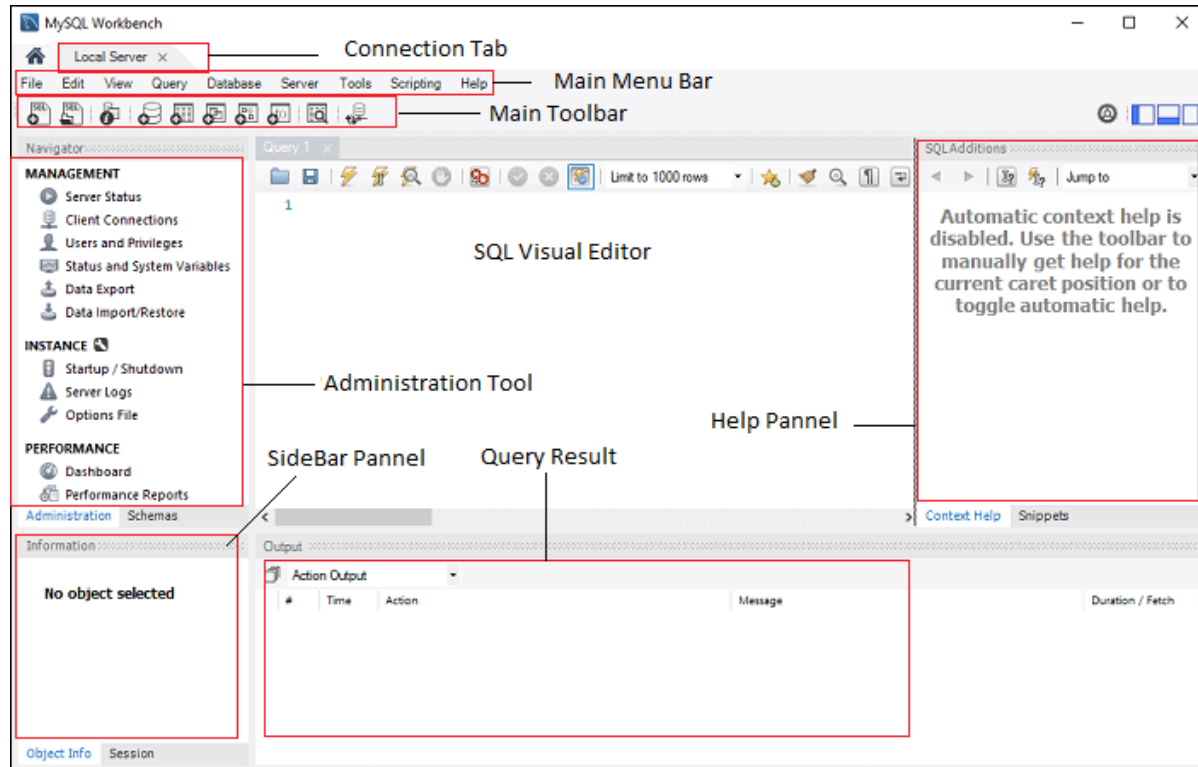 MySQL Workbench
Local Server
Connection Tab
File Edit View Query Database Server Tools Scripting Help
Main Menu Bar
Main Toolbar
Navigator
MANAGEMENT
Server Status
Client Connections
Users and Privileges
Status and System Variables
Data Export
Data Import/Restore
INSTANCE
Startup / Shutdown
Server Logs
Options File
PERFORMANCE
Dashboard
Performance Reports
Administration Schemas
Query 1
Limit to 1000 rows
1
SQL Visual Editor
Administration Tool
Help Pannel
SideBar Pannel
Query Result
SQLAdditions
Jump to
Automatic context help is
disabled. Use the toolbar to
manually get help for the
current caret position or to
toggle automatic help.
Context Help Snippets
Information
No object selected
Object Info Session
Output
Action Output
# Time Action Message Duration / Fetch